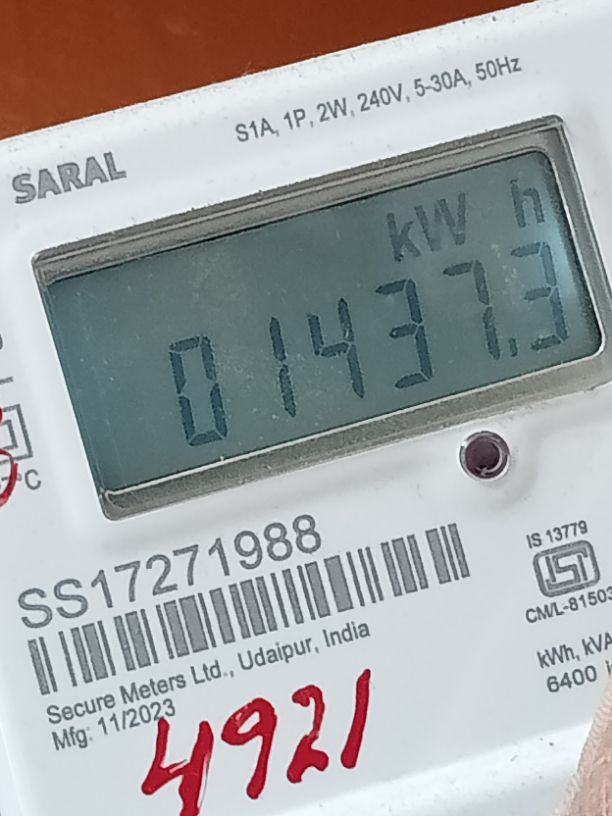 S1A, 1P, 2W, 240V, 5-30A, 50Hz
SARAL
kW h
01437.3
°C
SS17271988
IS 13779
ISI
CM/L-81503
Secure Meters Ltd., Udaipur, India
Mfg: 11/2023
kWh, kVA
6400
4921